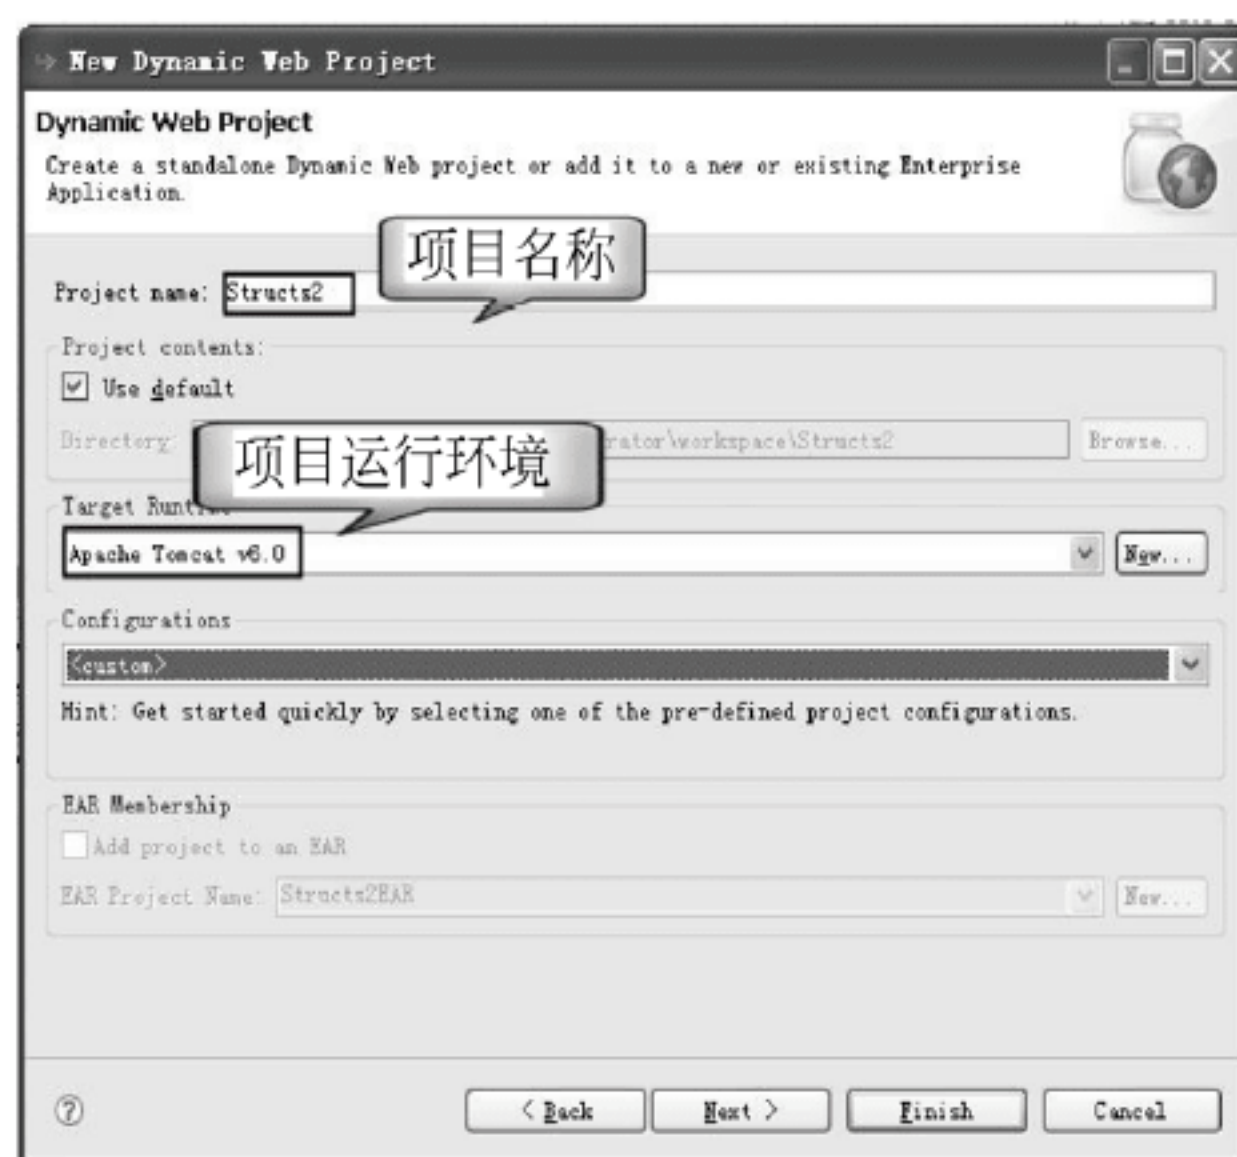 New Dynamic Web Project
Dynamic Web Project
Create a standalone Dynamic Web project or add it to a new or existing Enterprise
Application.
项目名称
Project name: Structs2
Project contents:
Use default
Directory: rator\workspace\Structs2 Browse...
项目运行环境
Target Runtime
Apache Tomcat v6.0 New...
Configurations
<custom>
Hint: Get started quickly by selecting one of the pre-defined project configurations.
EAR Membership
Add project to an EAR
EAR Project Name: Structs2EAR New...
< Back Next > Finish Cancel